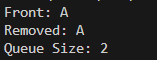 Front: A
Removed: A
Queue Size: 2